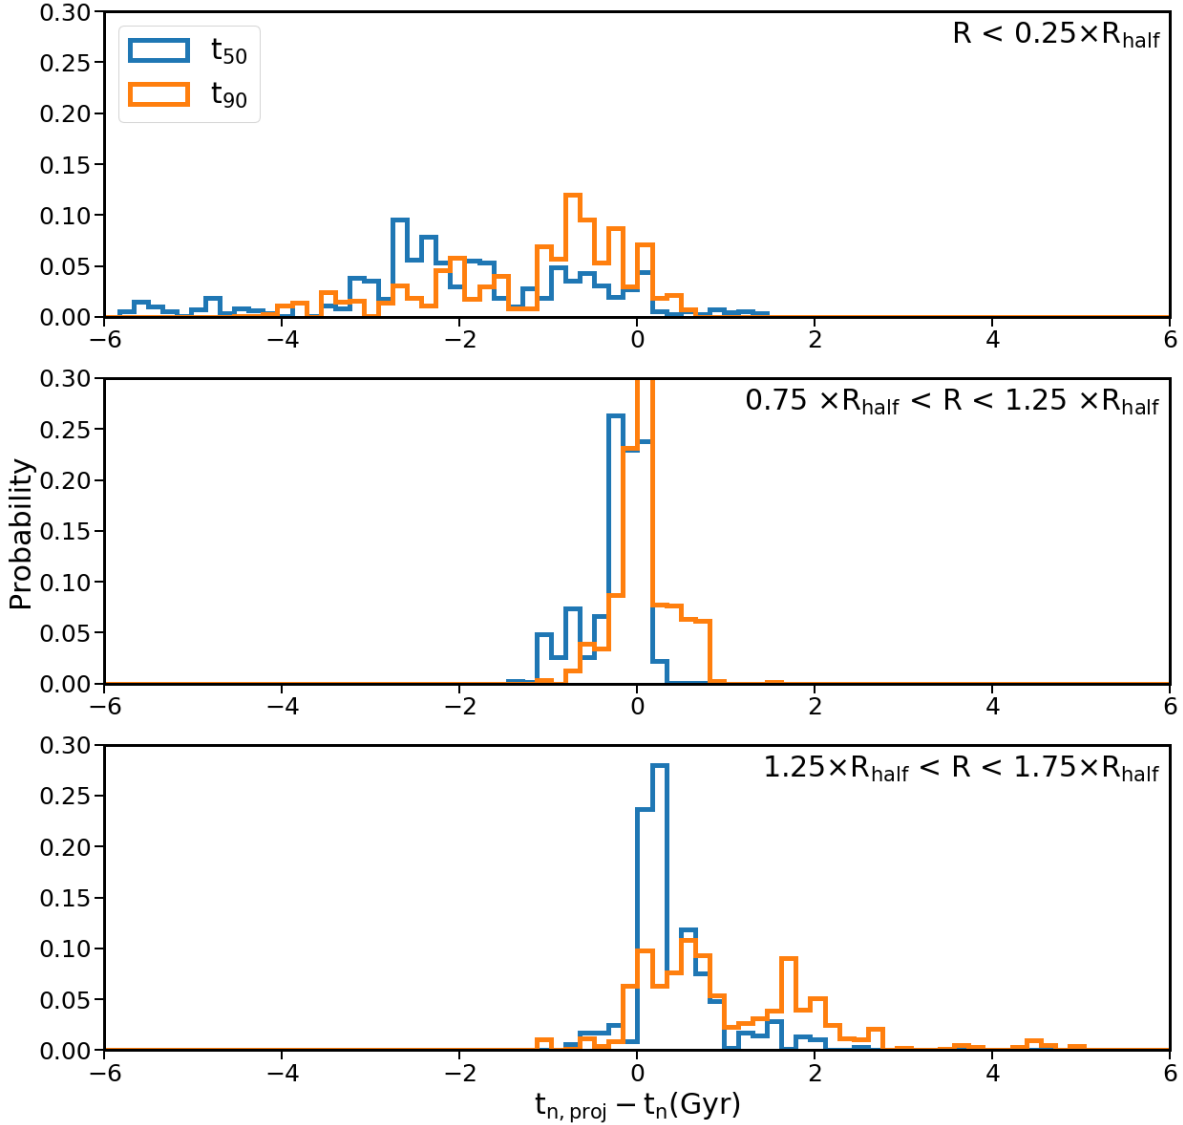 0.30
R < 0.25×Rhalf
t50
t90
0.25
0.20
0.15
0.10
0.05
0.00
−6 −4 −2 0 2 4 6
0.30
0.75 ×Rhalf < R < 1.25 ×Rhalf
0.25
0.20
0.15
0.10
0.05
0.00
−6 −4 −2 0 2 4 6
Probability
0.30
1.25×Rhalf < R < 1.75×Rhalf
0.25
0.20
0.15
0.10
0.05
0.00
−6 −4 −2 0 2 4 6
tn, proj − tn(Gyr)